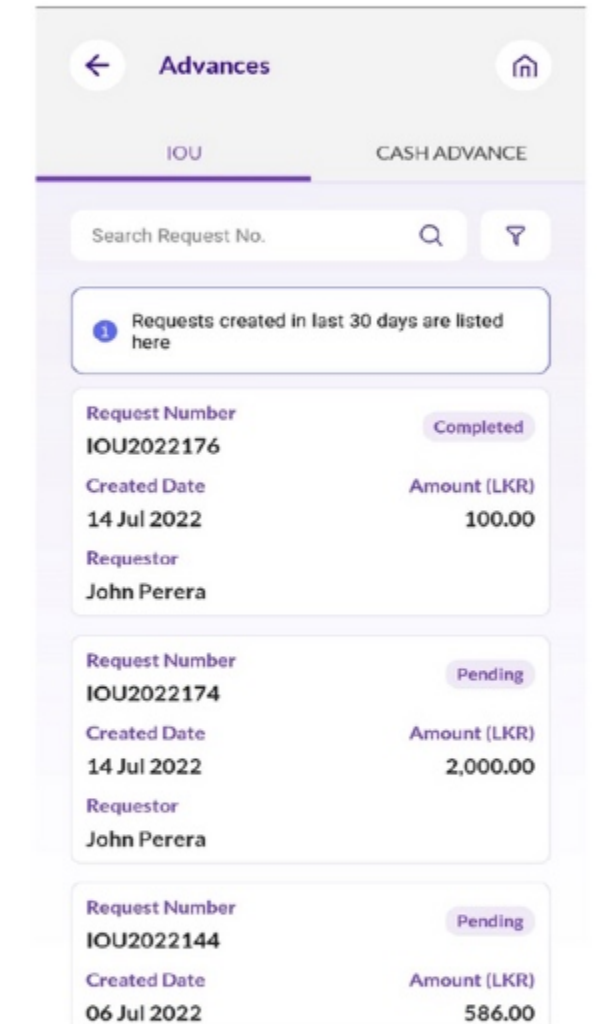 Advances
IOU CASH ADVANCE
Search Request No.
1 Requests created in last 30 days are listed
here
Request Number
Completed
IOU2022176
Created Date Amount (LKR)
14 Jul 2022 100.00
Requestor
John Perera
Request Number
Pending
IOU2022174
Created Date Amount (LKR)
14 Jul 2022 2,000.00
Requestor
John Perera
Request Number
Pending
IOU2022144
Created Date Amount (LKR)
06 Jul 2022 586.00